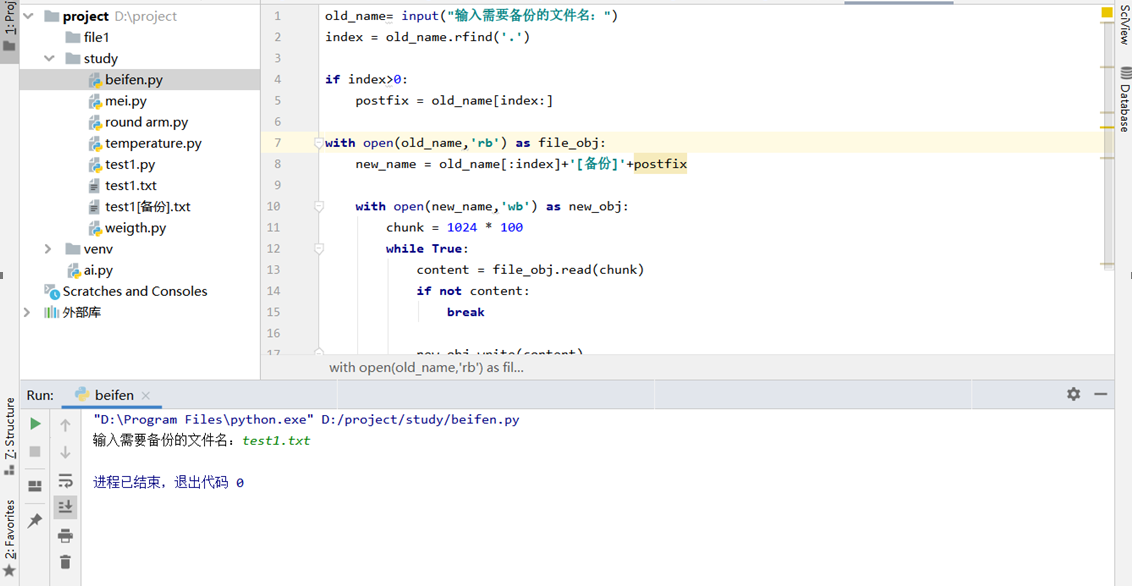 1: Proj
project D:\project
file1
study
beifen.py
mei.py
round arm.py
temperature.py
test1.py
test1.txt
test1[备份].txt
weigth.py
venv
ai.py
Scratches and Consoles
外部库
1 old_name= input("输入需要备份的文件名：")
2 index = old_name.rfind('.')
3
4 if index>0:
5 postfix = old_name[index:]
6
7 with open(old_name,'rb') as file_obj:
8 new_name = old_name[:index]+'[备份]'+postfix
9
10 with open(new_name,'wb') as new_obj:
11 chunk = 1024 * 100
12 while True:
13 content = file_obj.read(chunk)
14 if not content:
15 break
16
17 new_obj.write(content)
with open(old_name,'rb') as fil...
SciView
Database
Run: beifen
"D:\Program Files\python.exe" D:/project/study/beifen.py
输入需要备份的文件名：test1.txt
进程已结束，退出代码 0
Z: Structure
2: Favorites